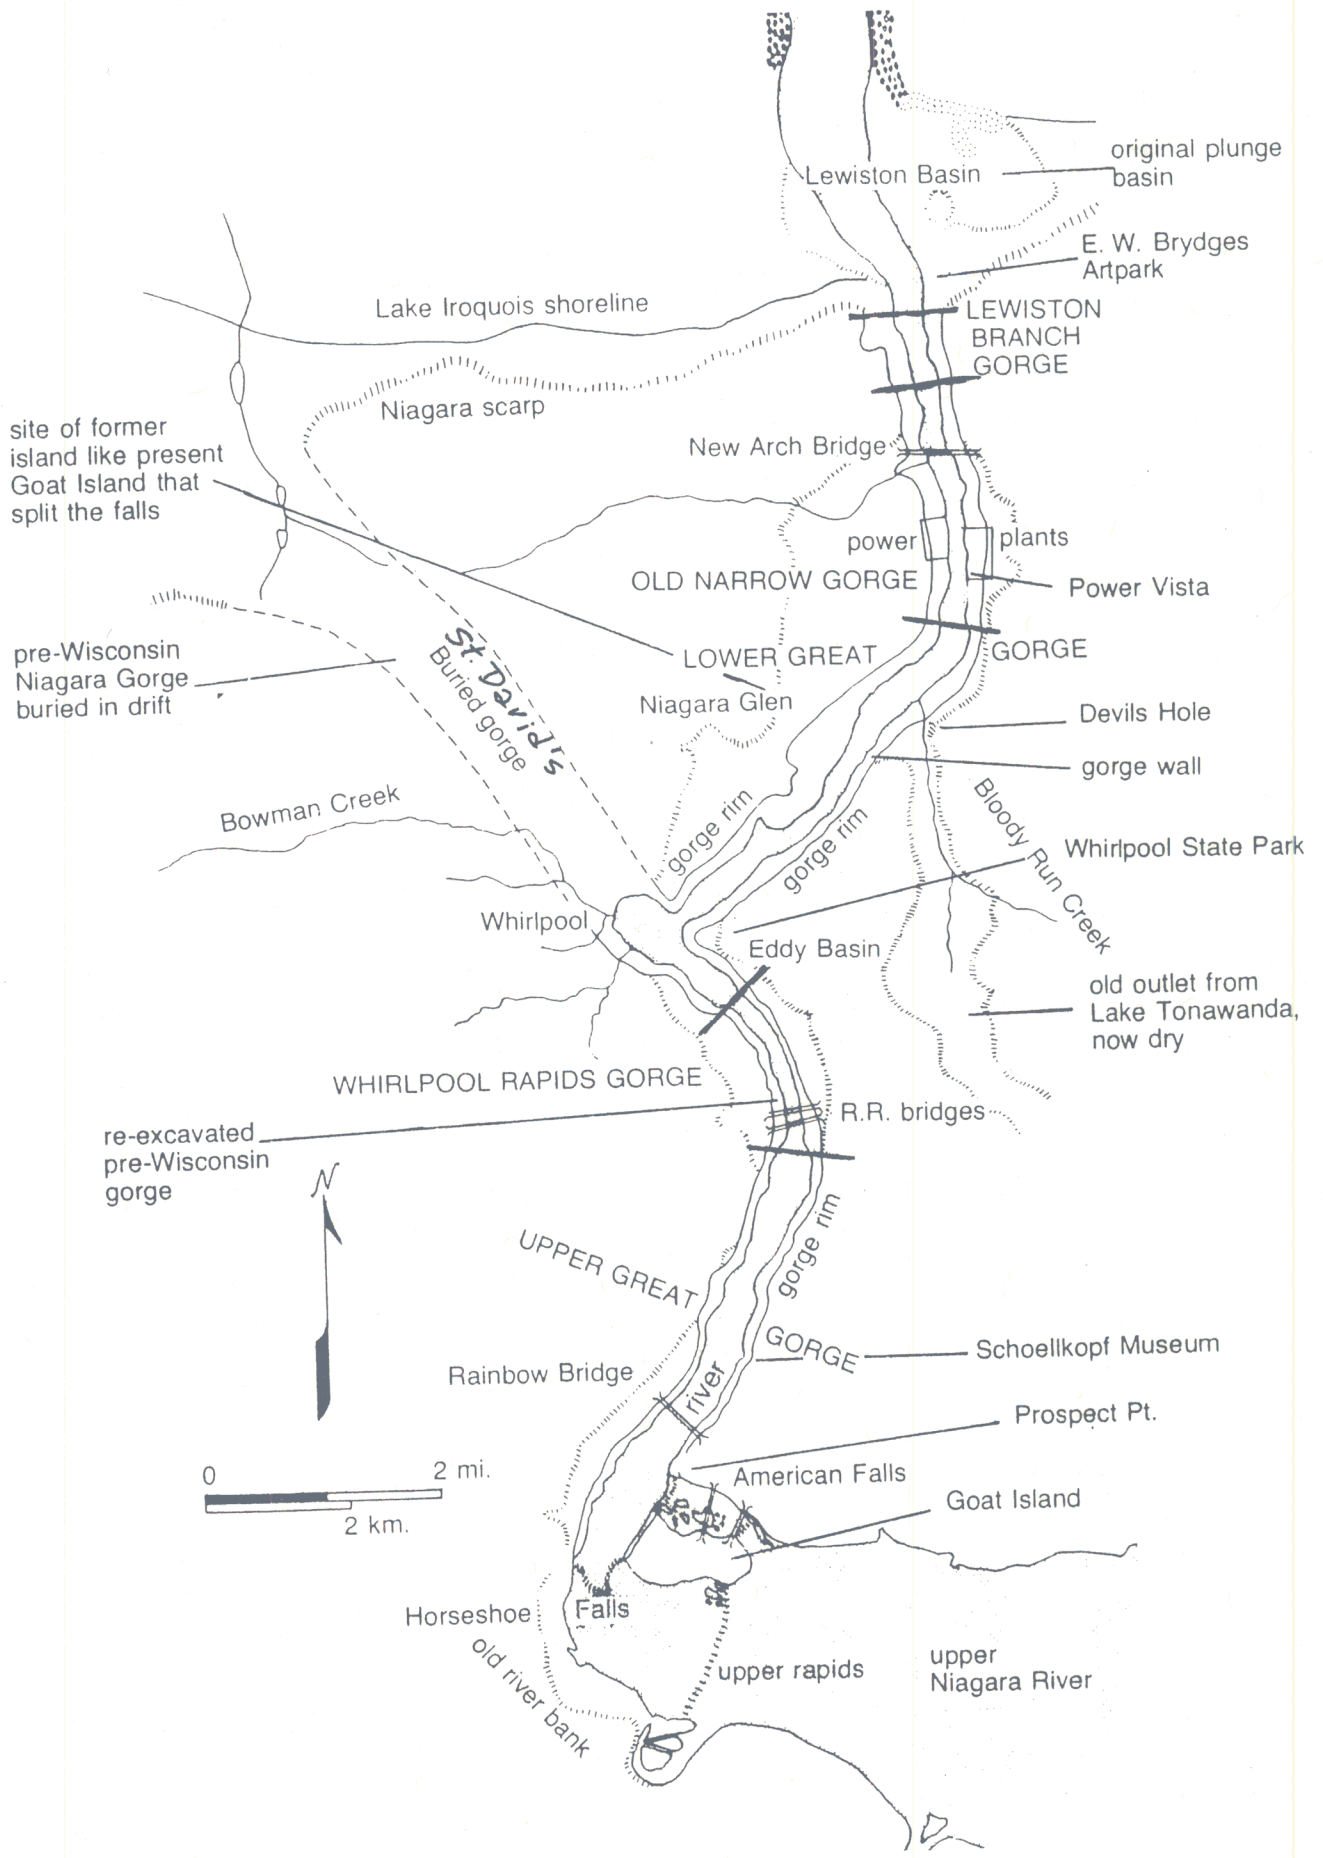 original plunge
basin
Lewiston Basin
E. W. Brydges
Artpark
Lake Iroquois shoreline
LEWISTON
BRANCH
GORGE
Niagara scarp
site of former
island like present
Goat Island that
split the falls
New Arch Bridge
power
plants
OLD NARROW GORGE
Power Vista
pre-Wisconsin
Niagara Gorge
buried in drift
St. David's
Buried gorge
LOWER GREAT
GORGE
Niagara Glen
Devils Hole
gorge wall
Bowman Creek
gorge rim
gorge rim
Bloody Run Creek
Whirlpool State Park
Whirlpool
Eddy Basin
old outlet from
Lake Tonawanda,
now dry
WHIRLPOOL RAPIDS GORGE
R.R. bridges
re-excavated
pre-Wisconsin
gorge
N
UPPER GREAT
gorge rim
GORGE
Schoellkopf Museum
Rainbow Bridge
river
Prospect Pt.
0
2 mi.
2 km.
American Falls
Goat Island
Horseshoe
Falls
old river bank
upper rapids
upper
Niagara River